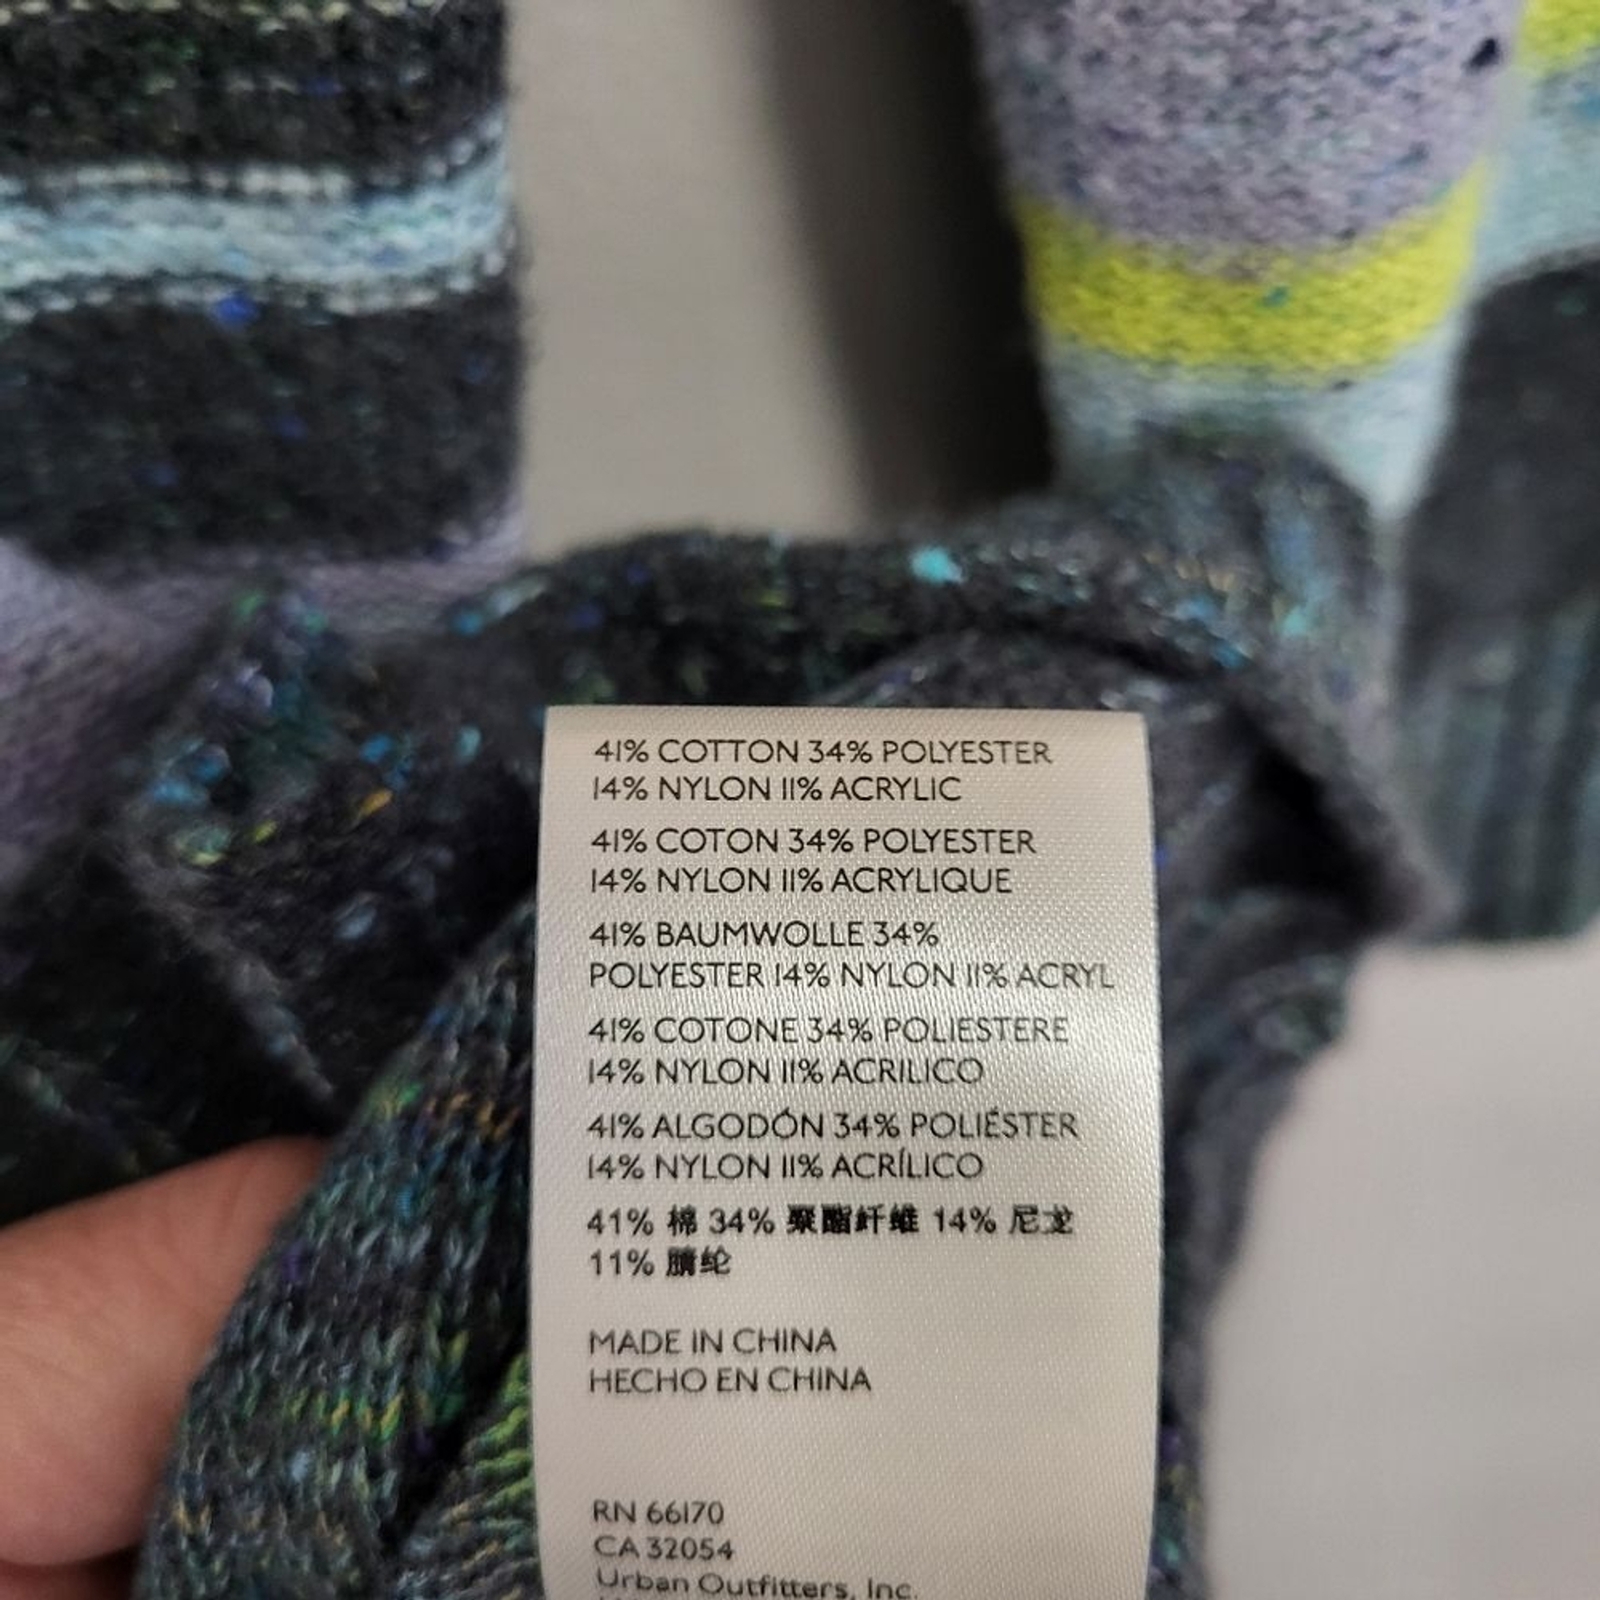 41% COTTON 34% POLYESTER
14% NYLON 11% ACRYLIC
41% COTON 34% POLYESTER
14% NYLON 11% ACRYLIQUE
41% BAUMWOLLE 34%
POLYESTER 14% NYLON 11% ACRYL
41% COTONE 34% POLIESTERE
14% NYLON 11% ACRILICO
41% ALGODÓN 34% POLIÉSTER
14% NYLON 11% ACRÍLICO
41% 棉 34% 聚酯纤维 14% 尼龙
11% 腈纶
MADE IN CHINA
HECHO EN CHINA
RN 66170
CA 32054
Urban Outfitters, Inc.